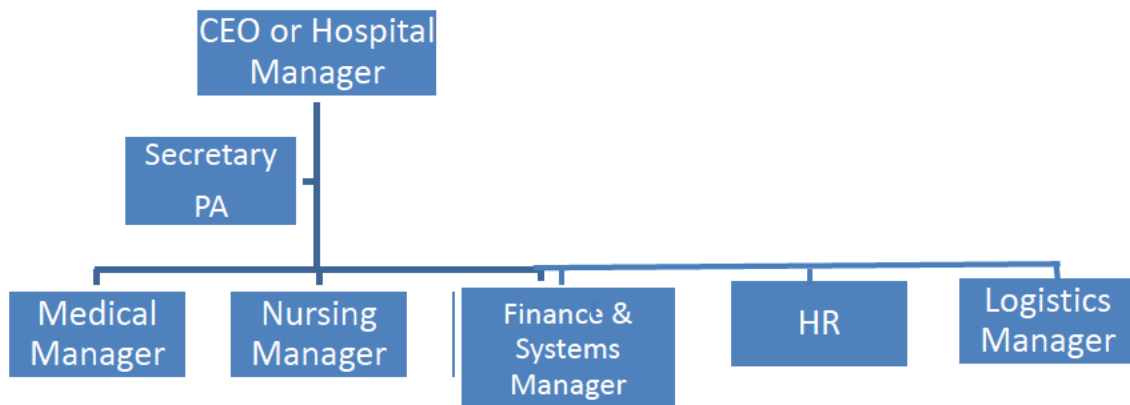 CEO or Hospital
Manager
Secretary
PA
Medical
Manager
Nursing
Manager
Finance &
Systems
Manager
HR
Logistics
Manager